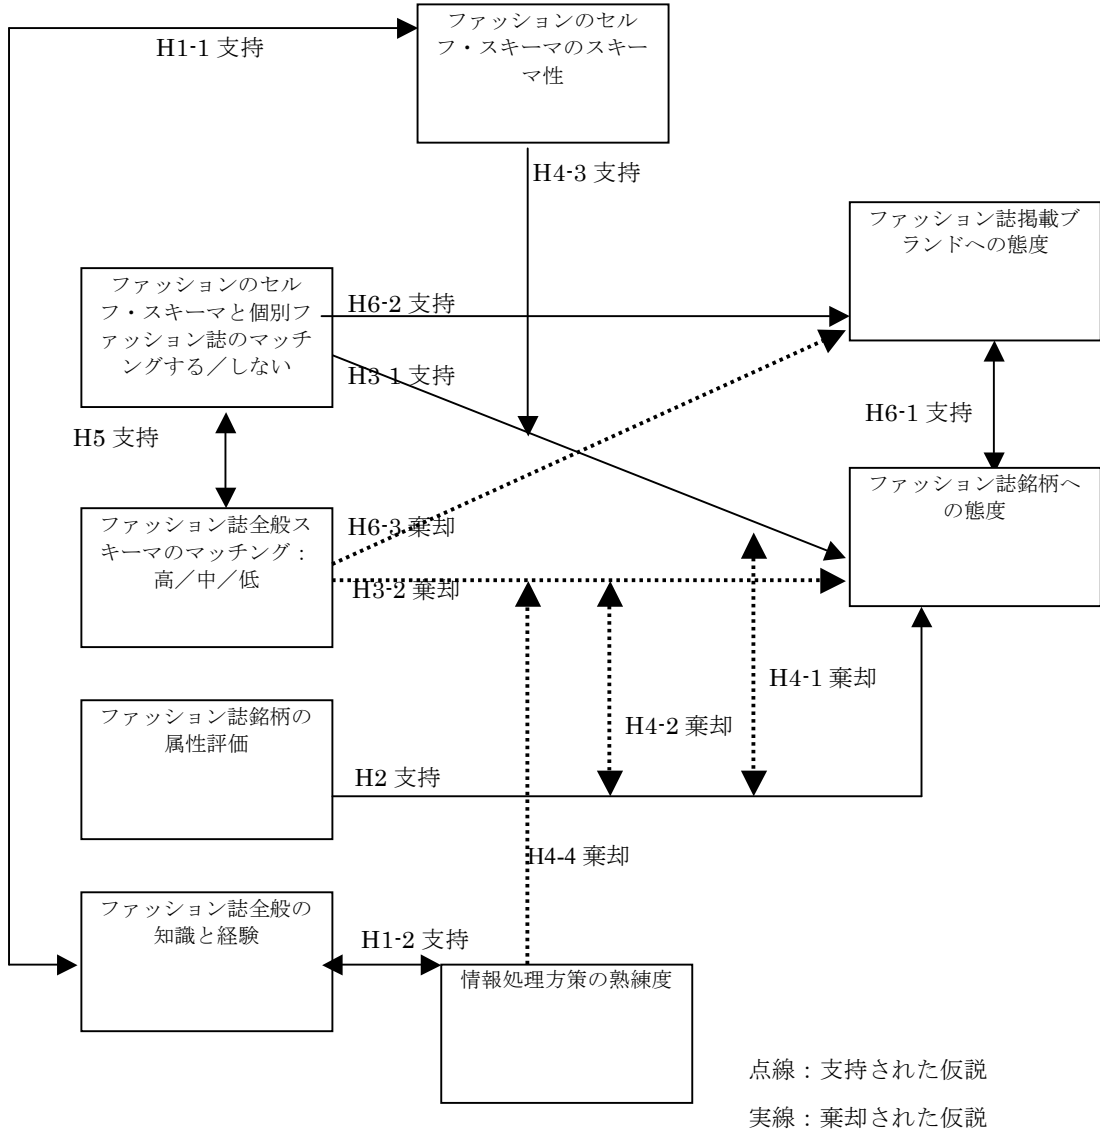 ファッションのセル
フ・スキーマのスキー
マ性
H1-1 支持
H4-3 支持
ファッション誌掲載ブ
ランドへの態度
ファッションのセル
フ・スキーマと個別フ
ァッション誌のマッチ
ングする／しない
H6-2 支持
H3-1 支持
H6-1 支持
H5 支持
ファッション誌銘柄へ
の態度
ファッション誌全般ス
キーマのマッチング：
高／中／低
H6-3 棄却
H3-2 棄却
H4-1 棄却
H4-2 棄却
ファッション誌銘柄の
属性評価
H2 支持
H4-4 棄却
ファッション誌全般の
知識と経験
H1-2 支持
情報処理方策の熟練度
点線：支持された仮説
実線：棄却された仮説